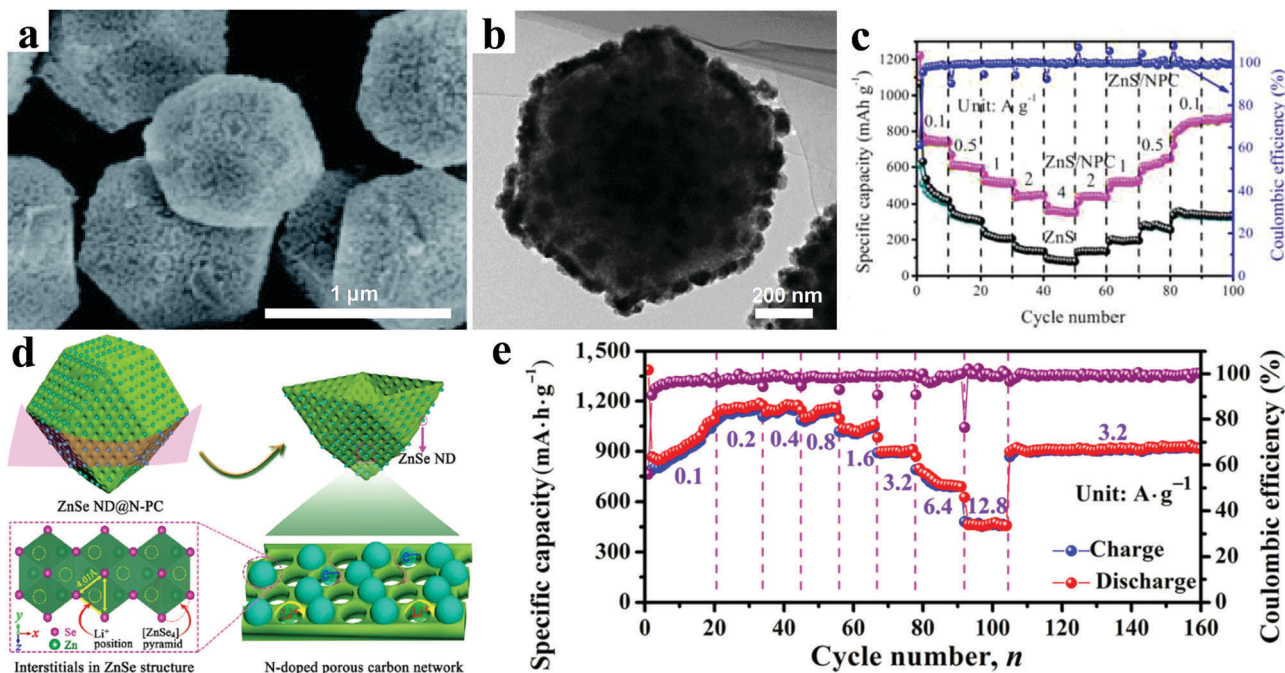 a
1 µm
b
200 nm
c
Specific capacity (mAh g⁻¹)
1200
1000
800
600
400
200
0
Unit: A g⁻¹
0.1
0.5
1
2
4
2
1
0.5
0.1
ZnS/NPC
ZnS/NPC
ZnS
100
80
60
40
20
0
Coulombic efficiency (%)
0 20 40 60 80 100
Cycle number
d
ZnSe ND@N-PC
ZnSe ND
4.01Å
y
x
z
Se
Zn
Li⁺
position
[ZnSe₄]
pyramid
Interstitials in ZnSe structure
e⁻
e⁻
Li⁺
Li⁺
N-doped porous carbon network
e
Specific capacity (mA·h·g⁻¹)
1,500
1,200
900
600
300
0
0.1
0.2
0.4
0.8
1.6
3.2
6.4
12.8
3.2
Unit: A·g⁻¹
Charge
Discharge
100
80
60
40
20
0
Coulombic efficiency (%)
0 20 40 60 80 100 120 140 160
Cycle number, n